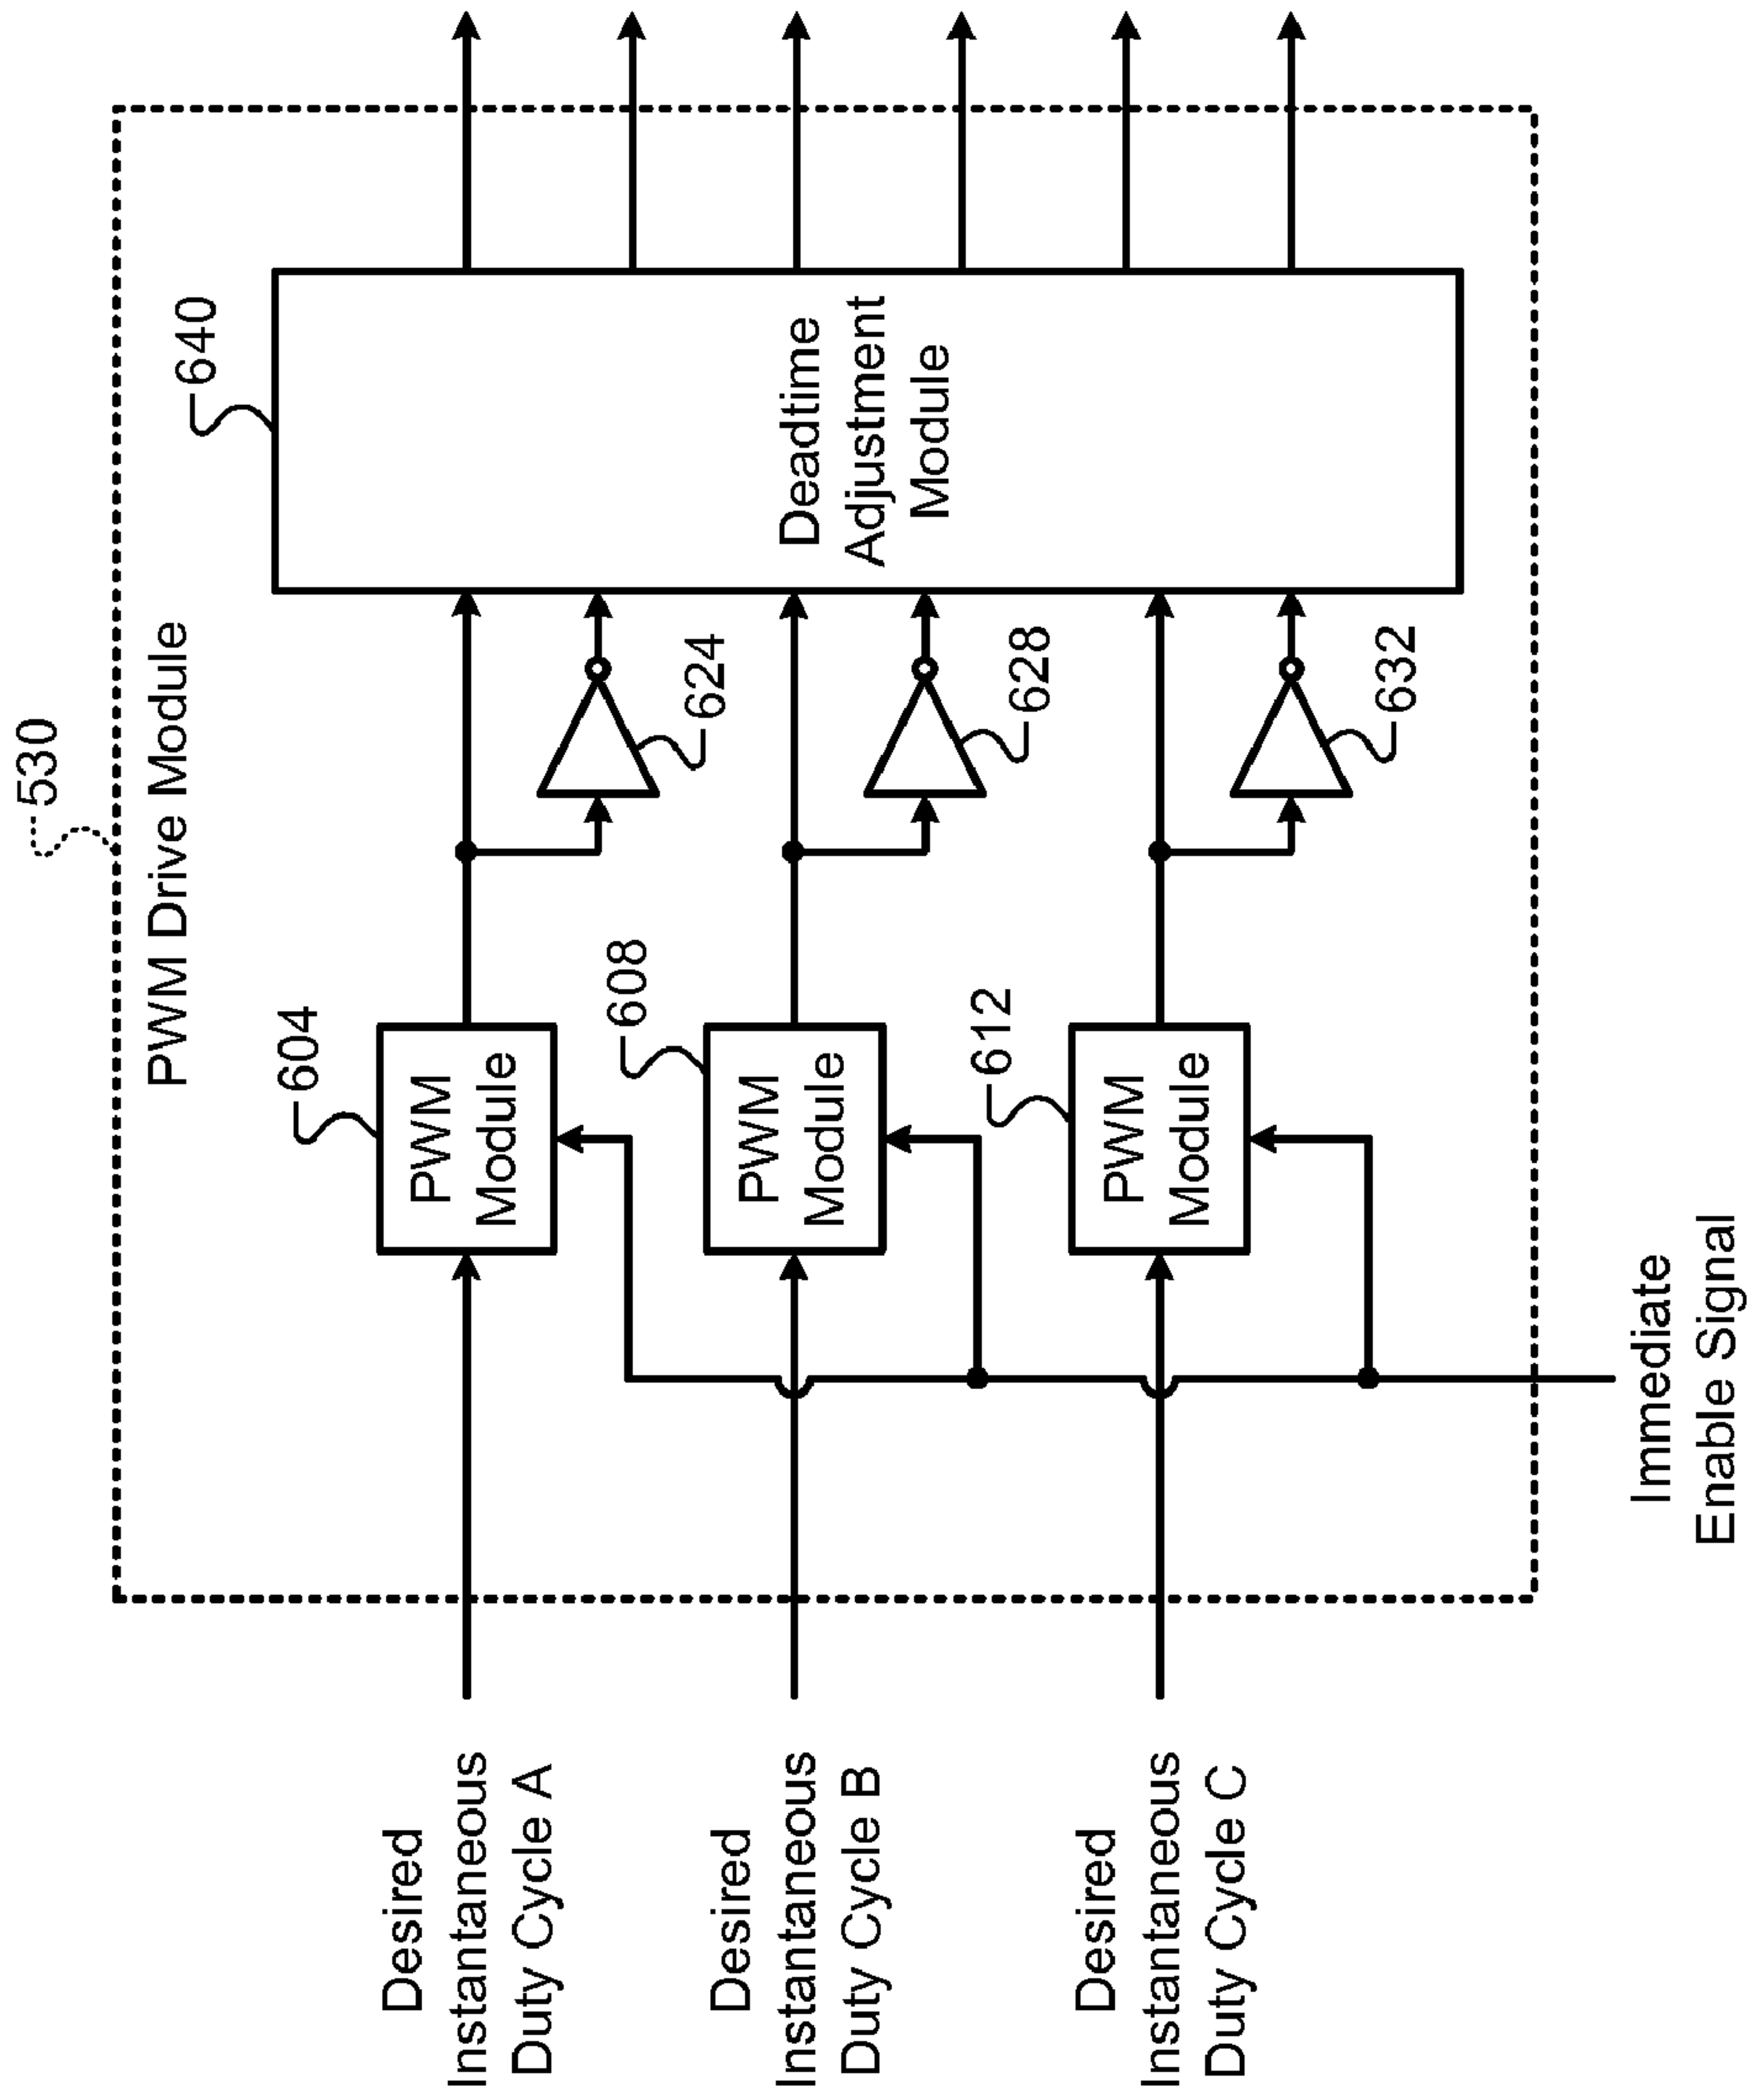 530
PWM Drive Module
640
604
PWM
Module
608
PWM
Module
612
PWM
Module
624
628
632
Deadtime
Adjustment
Module
Desired
Instantaneous
Duty Cycle A
Desired
Instantaneous
Duty Cycle B
Desired
Instantaneous
Duty Cycle C
Immediate
Enable Signal